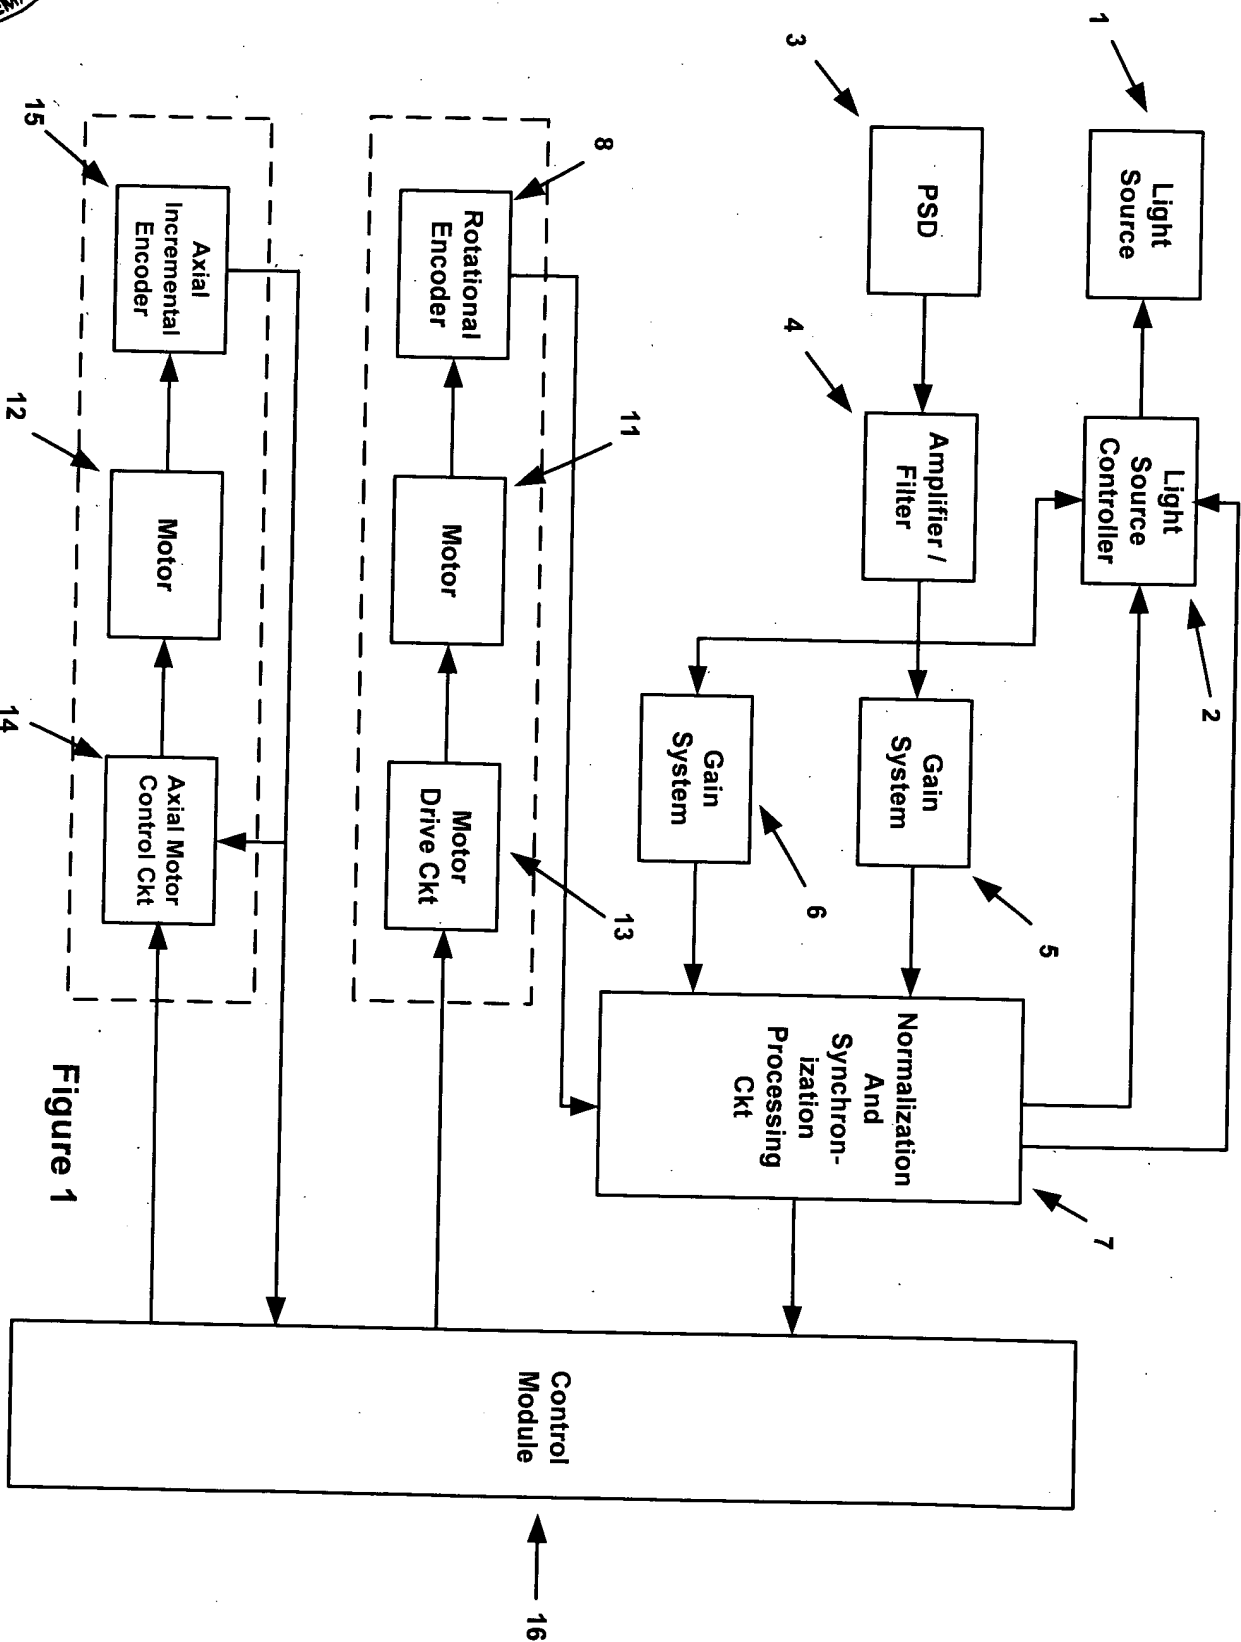 1
Light
Source
Light
Source
Controller
2
3
PSD
4
Amplifier /
Filter
Gain
System
5
Gain
System
6
Normalization
And
Synchron-
ization
Processing
Ckt
7
8
Rotational
Encoder
11
Motor
Motor
Drive Ckt
13
15
Axial
Incremental
Encoder
12
Motor
14
Axial Motor
Control Ckt
Control
Module
16
Figure 1